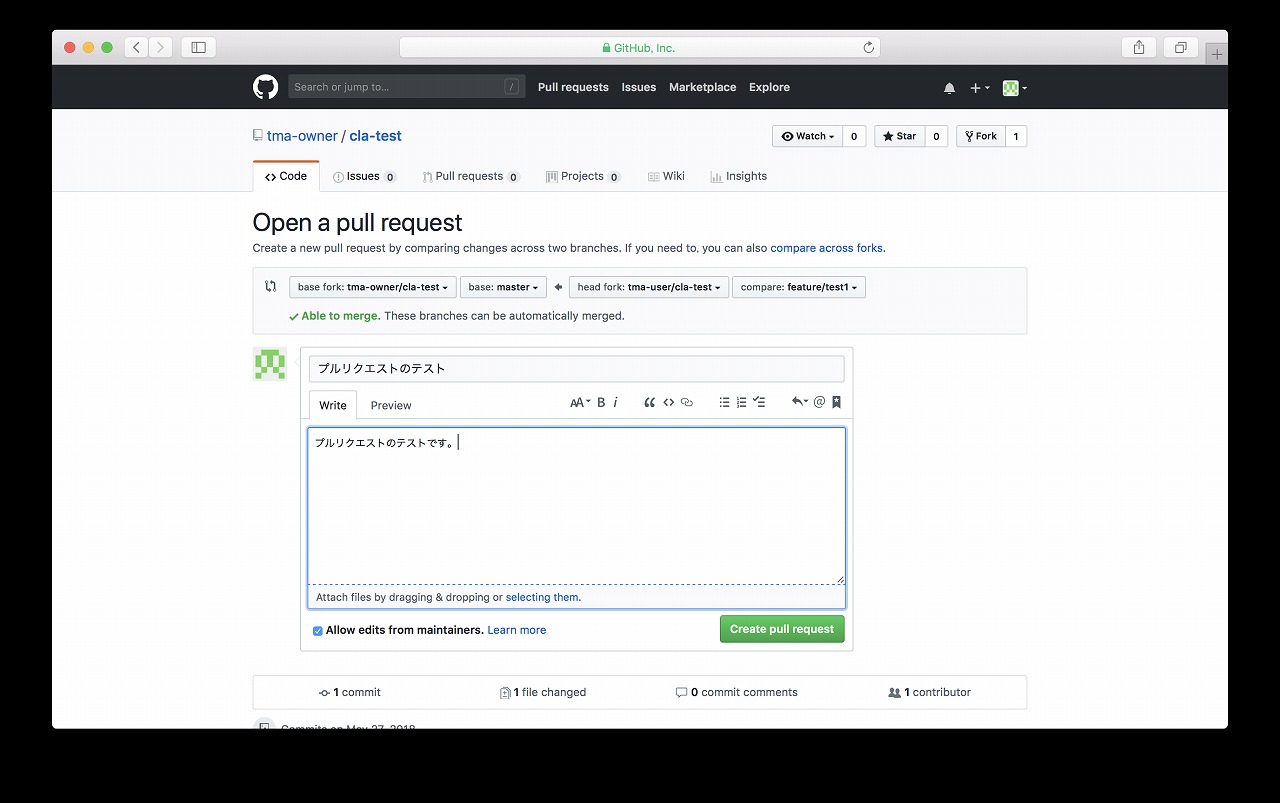 GitHub, Inc.
Search or jump to... / Pull requests Issues Marketplace Explore
tma-owner / cla-test Watch 0 Star 0 Fork 1
Code Issues 0 Pull requests 0 Projects 0 Wiki Insights
Open a pull request
Create a new pull request by comparing changes across two branches. If you need to, you can also compare across forks.
base fork: tma-owner/cla-test base: master head fork: tma-user/cla-test compare: feature/test1
Able to merge. These branches can be automatically merged.
プルリクエストのテスト
Write Preview AA B i
プルリクエストのテストです。
Attach files by dragging & dropping or selecting them.
Allow edits from maintainers. Learn more Create pull request
1 commit 1 file changed 0 commit comments 1 contributor
Commits on May 27, 2018